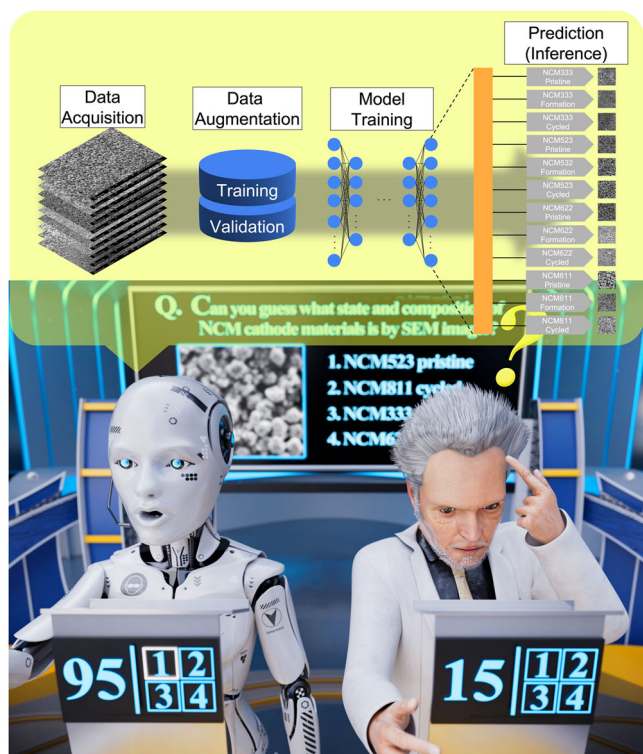 Prediction
(Inference)
Data
Acquisition
Data
Augmentation
Model
Training
Training
Validation
NCM333
Pristine
NCM333
Formation
NCM333
Cycled
NCM523
Pristine
NCM532
Formation
NCM523
Cycled
NCM622
Pristine
NCM622
Formation
NCM622
Cycled
NCM811
Pristine
NCM811
Formation
NCM811
Cycled
Q. Can you guess what state and composition of
NCM cathode materials is by SEM image?
1. NCM523 pristine
2. NCM811 cycled
3. NCM333
4.
?
95 1 2
3 4
15 1 2
3 4